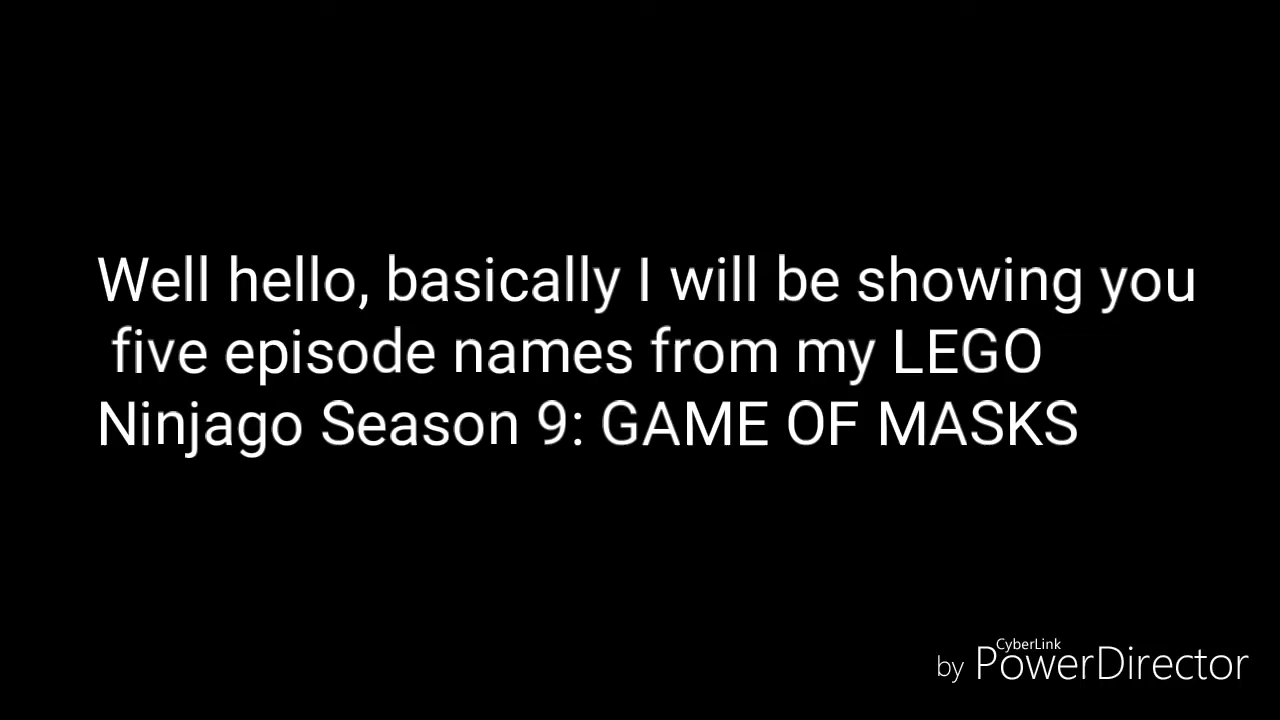 Well hello, basically I will be showing you
five episode names from my LEGO
Ninjago Season 9: GAME OF MASKS
CyberLink
by PowerDirector